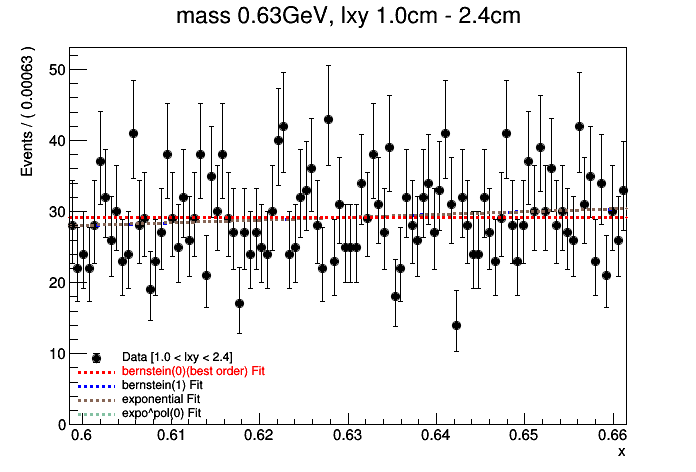 mass 0.63GeV, lxy 1.0cm - 2.4cm
Events / ( 0.00063 )
50
40
30
20
10
0
Data [1.0 < lxy < 2.4]
bernstein(0)(best order) Fit
bernstein(1) Fit
exponential Fit
expo^pol(0) Fit
0.6 0.61 0.62 0.63 0.64 0.65 0.66
x